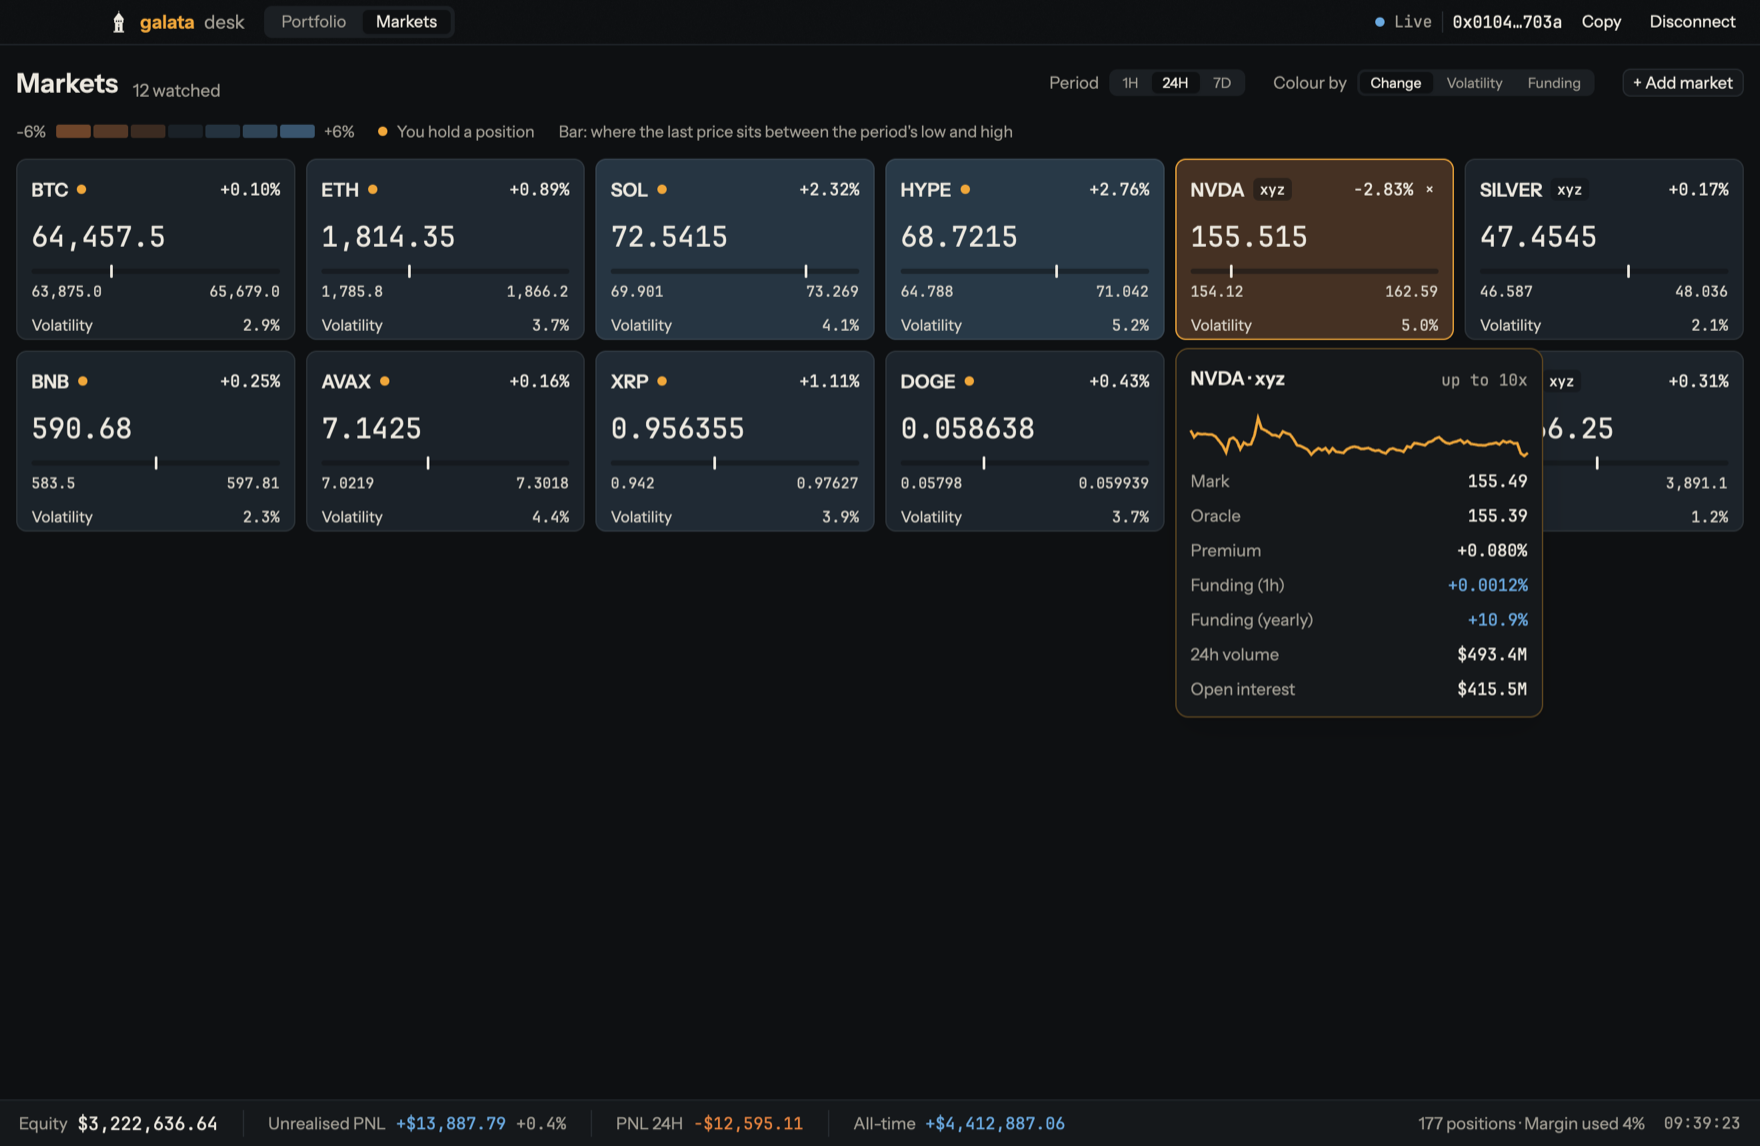 galata desk Portfolio Markets Live 0x0104…703a Copy Disconnect
Markets 12 watched Period 1H 24H 7D Colour by Change Volatility Funding + Add market
-6% +6% You hold a position Bar: where the last price sits between the period's low and high
BTC +0.10%
64,457.5
63,875.0 65,679.0
Volatility 2.9%
ETH +0.89%
1,814.35
1,785.8 1,866.2
Volatility 3.7%
SOL +2.32%
72.5415
69.901 73.269
Volatility 4.1%
HYPE +2.76%
68.7215
64.788 71.042
Volatility 5.2%
NVDA xyz -2.83% ×
155.515
154.12 162.59
Volatility 5.0%
SILVER xyz +0.17%
47.4545
46.587 48.036
Volatility 2.1%
BNB +0.25%
590.68
583.5 597.81
Volatility 2.3%
AVAX +0.16%
7.1425
7.0219 7.3018
Volatility 4.4%
XRP +1.11%
0.956355
0.942 0.97627
Volatility 3.9%
DOGE +0.43%
0.058638
0.05798 0.059939
Volatility 3.7%
NVDA·xyz up to 10x
Mark 155.49
Oracle 155.39
Premium +0.080%
Funding (1h) +0.0012%
Funding (yearly) +10.9%
24h volume $493.4M
Open interest $415.5M
xyz +0.31%
6.25
3,891.1
1.2%
Equity $3,222,636.64 Unrealised PNL +$13,887.79 +0.4% PNL 24H -$12,595.11 All-time +$4,412,887.06 177 positions · Margin used 4% 09:39:23